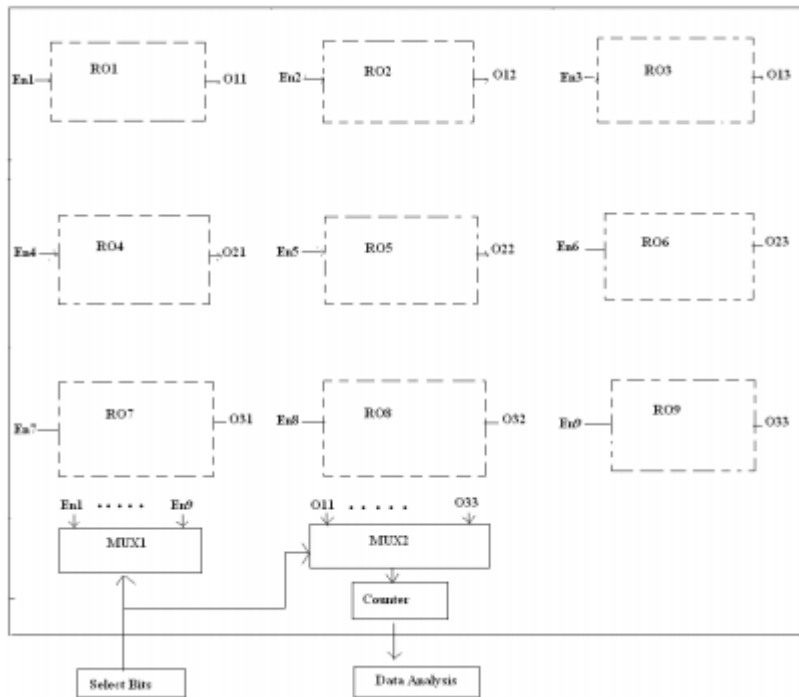 RO1
En1
O11
RO2
En2
O12
RO3
En3
O13
RO4
En4
O21
RO5
En5
O22
RO6
En6
O23
RO7
En7
O31
RO8
En8
O32
RO9
En9
O33
En1 . . . . . En9
MUX1
O11 . . . . . O33
MUX2
Counter
Select Bits
Data Analysis